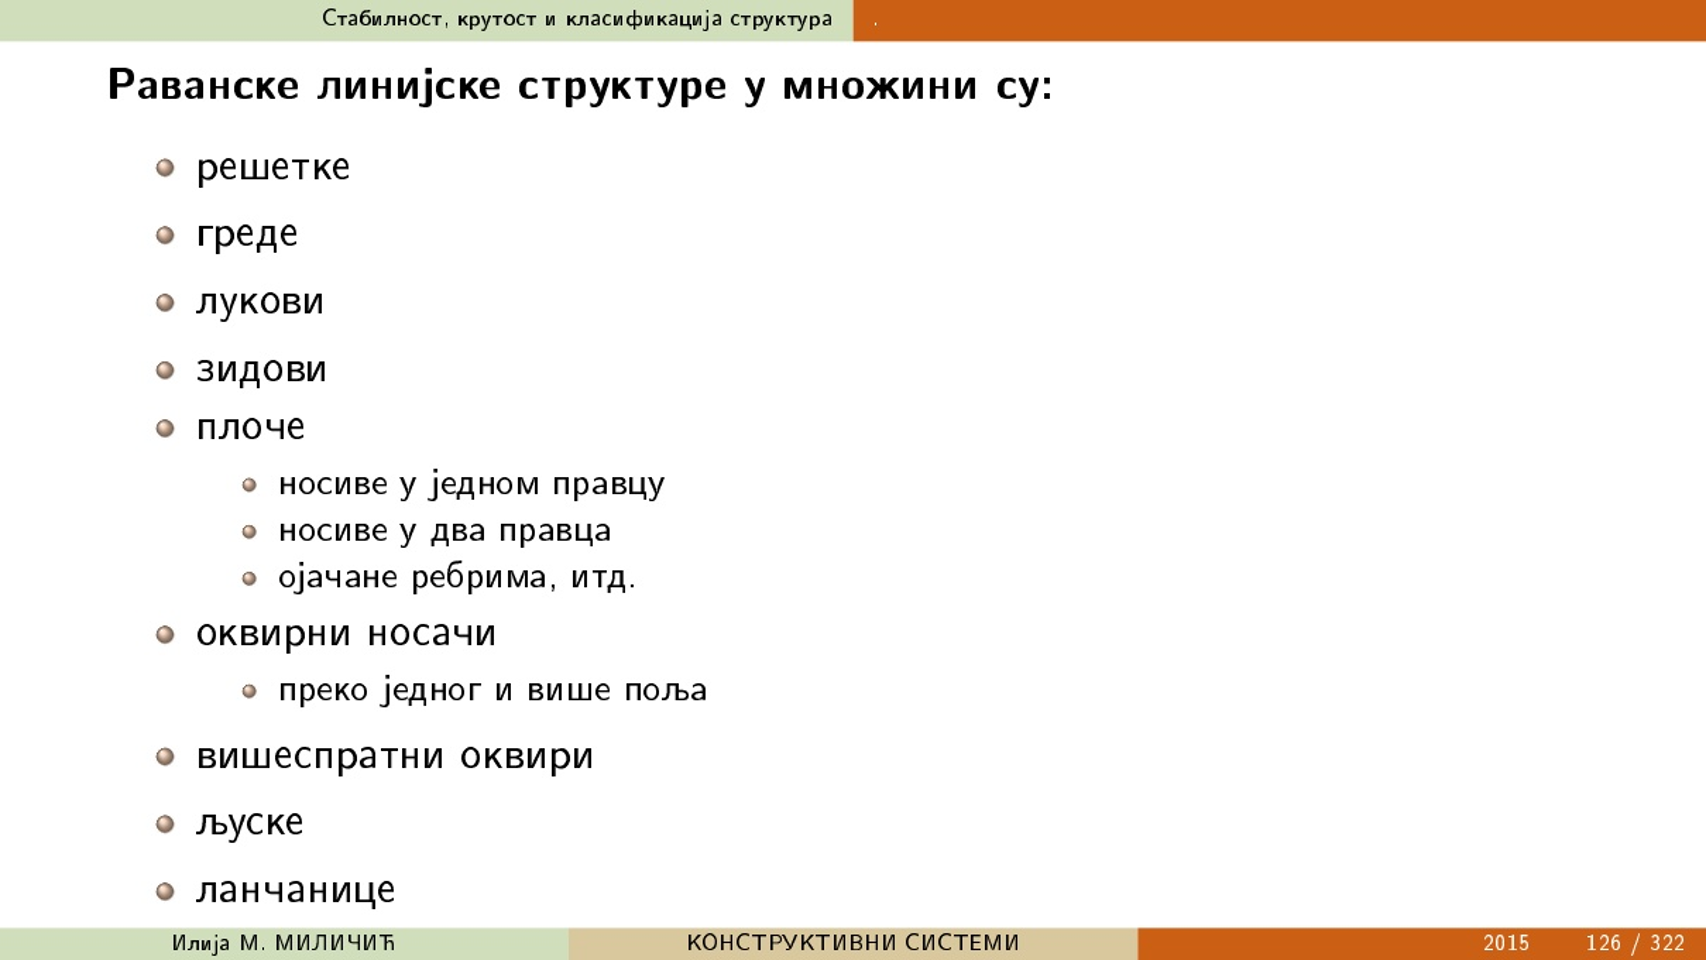 Стабилност, крутост и класификација структура .
Раванске линијске структуре у множини су:
решетке
греде
лукови
зидови
плоче
носиве у једном правцу
носиве у два правца
ојачане ребрима, итд.
оквирни носачи
преко једног и више поља
вишеспратни оквири
љуске
ланчанице
Илија М. МИЛИЧИЋ КОНСТРУКТИВНИ СИСТЕМИ 2015 126 / 322